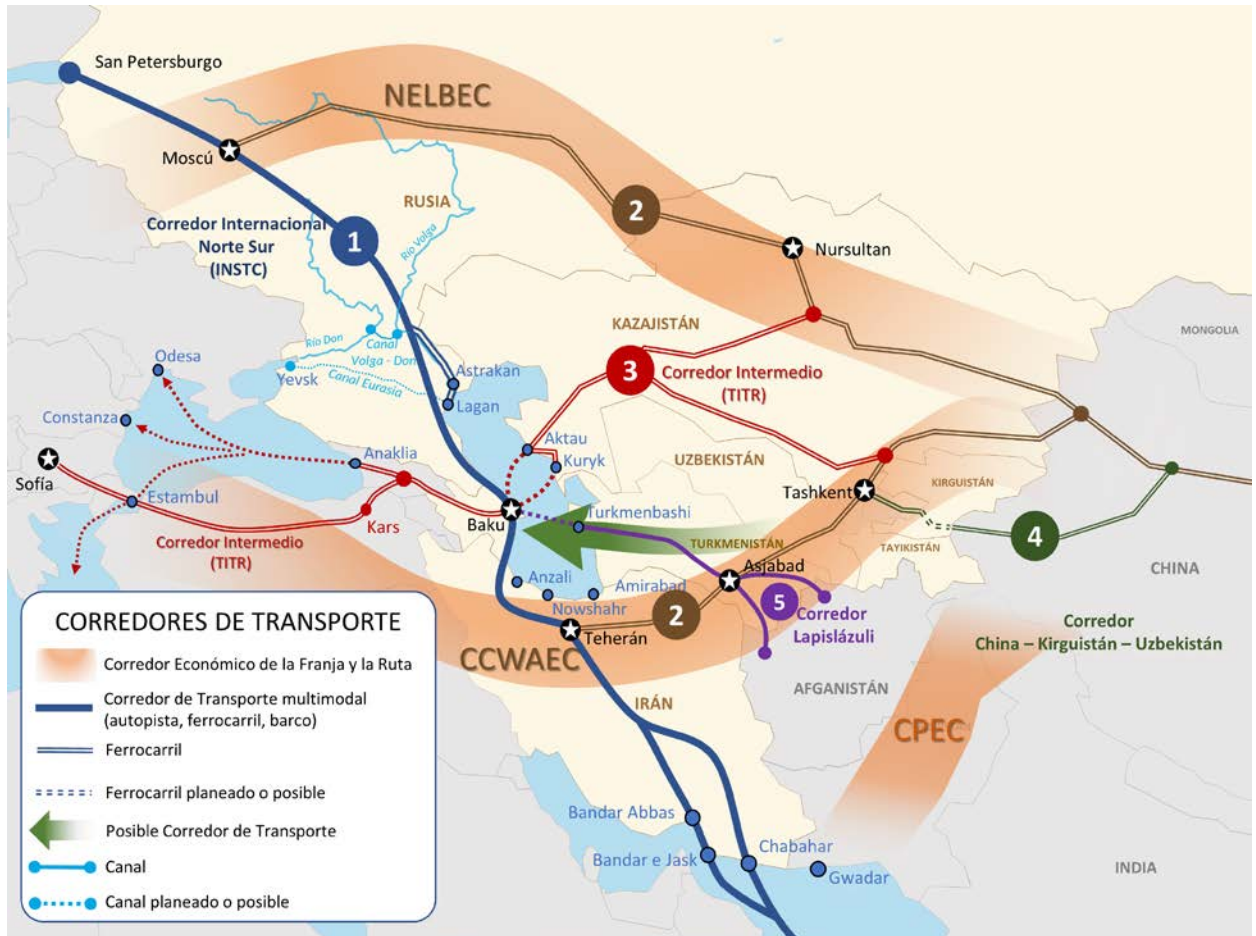 San Petersburgo
NELBEC
Moscú
RUSIA
2
Río Volga
Corredor Internacional
Norte Sur
(INSTC)
1
Nursultan
KAZAJISTÁN
MONGOLIA
Río Don
Canal
Volga - Don
Odesa
Yevsk
Canal Eurasia
Astrakan
Lagan
3
Corredor Intermedio
(TITR)
Constanza
Aktau
Kuryk
Anaklia
UZBEKISTÁN
Sofía
Estambul
Kars
Baku
Tashkent
KIRGUISTÁN
Turkmenbashi
TURKMENISTÁN
4
Corredor Intermedio
(TITR)
TAYIKISTÁN
Asjabad
CHINA
Anzali
Amirabad
Nowshahr
2
5
Corredor
Lapislázuli
Teherán
CCWAEC
Corredor
China – Kirguistán – Uzbekistán
AFGANISTÁN
IRÁN
CPEC
Bandar Abbas
Bandar e Jask
Chabahar
Gwadar
INDIA
CORREDORES DE TRANSPORTE
Corredor Económico de la Franja y la Ruta
Corredor de Transporte multimodal
(autopista, ferrocarril, barco)
Ferrocarril
Ferrocarril planeado o posible
Posible Corredor de Transporte
Canal
Canal planeado o posible